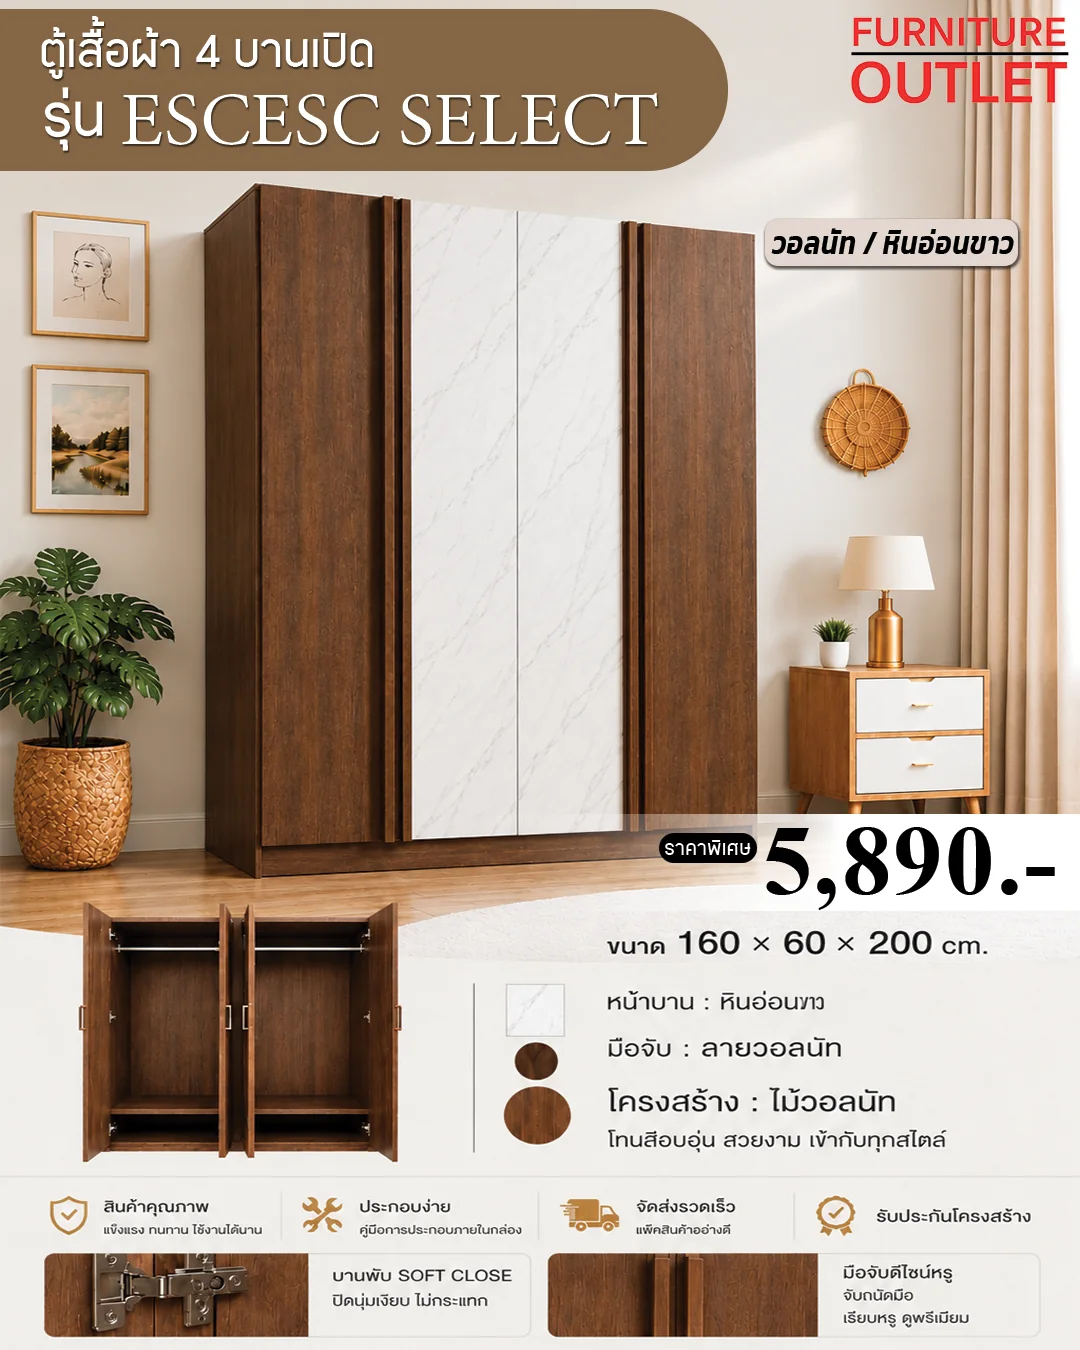 ตู้เสื้อผ้า 4 บานเปิด
รุ่น ESCESC SELECT
FURNITURE
OUTLET
วอลนัท / หินอ่อนขาว
ราคาพิเศษ 5,890.-
ขนาด 160 × 60 × 200 cm.
หน้าบาน : หินอ่อนขาว
มือจับ : ลายวอลนัท
โครงสร้าง : ไม้วอลนัท
โทนสีอบอุ่น สวยงาม เข้ากับทุกสไตล์
สินค้าคุณภาพ
แข็งแรง ทนทาน ใช้งานได้นาน
ประกอบง่าย
คู่มือการประกอบภายในกล่อง
จัดส่งรวดเร็ว
แพ็คสินค้าอย่างดี
รับประกันโครงสร้าง
บานพับ SOFT CLOSE
ปิดนุ่มเงียบ ไม่กระแทก
มือจับดีไซน์หรู
จับถนัดมือ
เรียบหรู ดูพรีเมียม